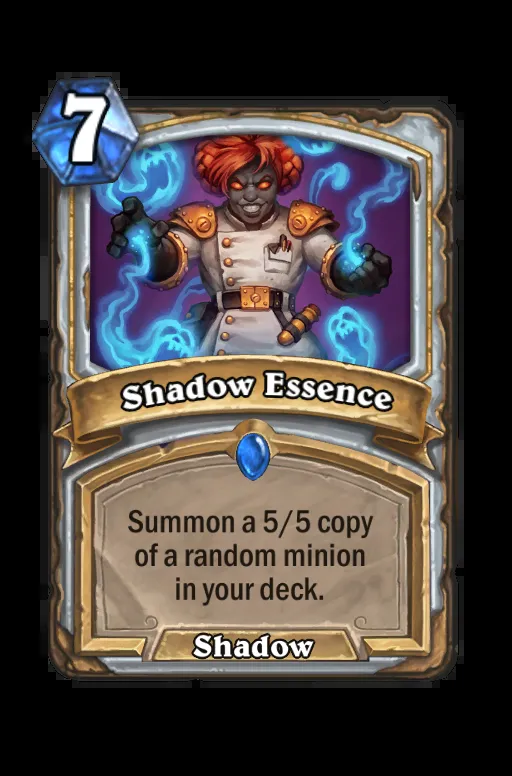 7
Shadow Essence
Summon a 5/5 copy
of a random minion
in your deck.
Shadow